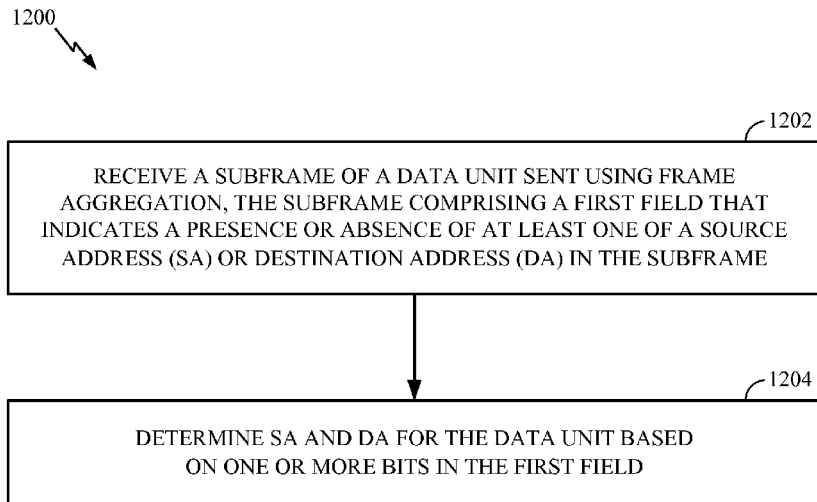 1200
1202
RECEIVE A SUBFRAME OF A DATA UNIT SENT USING FRAME
AGGREGATION, THE SUBFRAME COMPRISING A FIRST FIELD THAT
INDICATES A PRESENCE OR ABSENCE OF AT LEAST ONE OF A SOURCE
ADDRESS (SA) OR DESTINATION ADDRESS (DA) IN THE SUBFRAME
1204
DETERMINE SA AND DA FOR THE DATA UNIT BASED
ON ONE OR MORE BITS IN THE FIRST FIELD